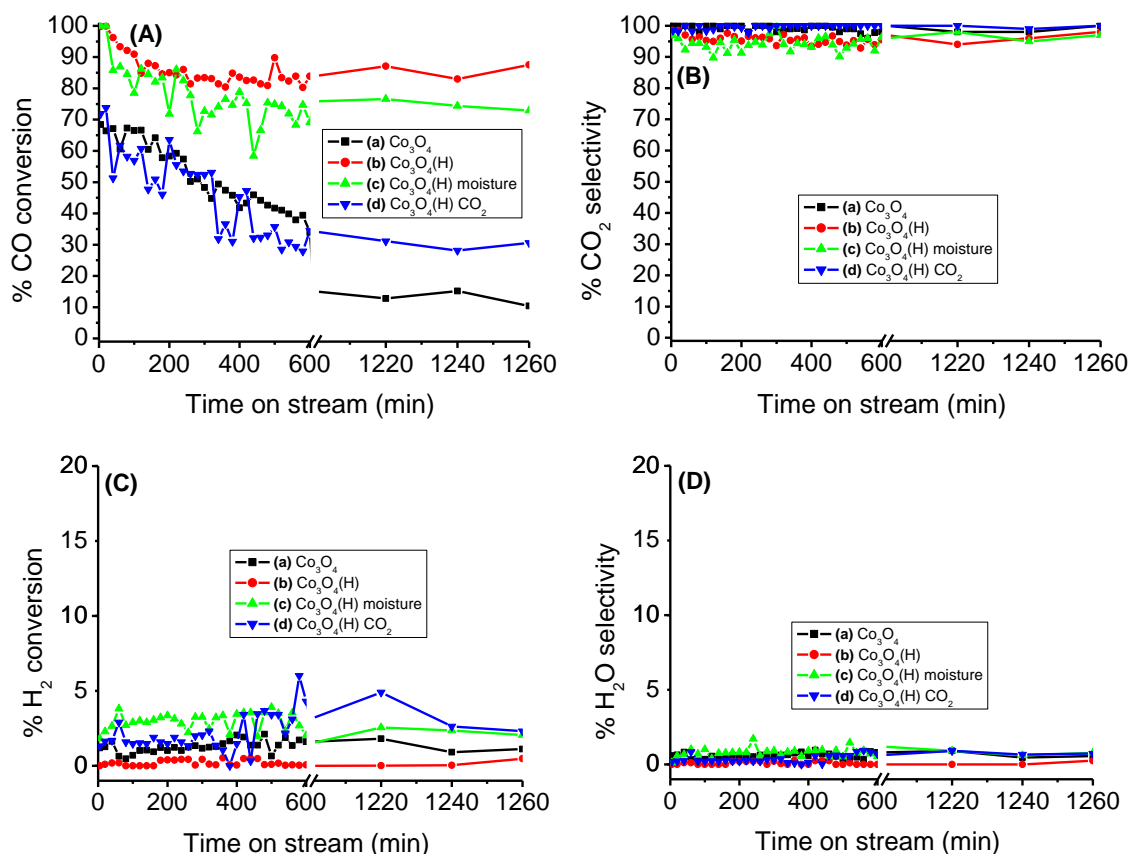 (A)
% CO conversion
100
90
80
70
60
50
40
30
20
10
0
(a) Co₃O₄
(b) Co₃O₄(H)
(c) Co₃O₄(H) moisture
(d) Co₃O₄(H) CO₂
0 200 400 600 1220 1240 1260
Time on stream (min)
(B)
% CO₂ selectivity
100
90
80
70
60
50
40
30
20
10
0
(a) Co₃O₄
(b) Co₃O₄(H)
(c) Co₃O₄(H) moisture
(d) Co₃O₄(H) CO₂
0 200 400 600 1220 1240 1260
Time on stream (min)
(C)
% H₂ conversion
20
15
10
5
0
(a) Co₃O₄
(b) Co₃O₄(H)
(c) Co₃O₄(H) moisture
(d) Co₃O₄(H) CO₂
0 200 400 600 1220 1240 1260
Time on stream (min)
(D)
% H₂O selectivity
20
15
10
5
0
(a) Co₃O₄
(b) Co₃O₄(H)
(c) Co₃O₄(H) moisture
(d) Co₃O₄(H) CO₂
0 200 400 600 1220 1240 1260
Time on stream (min)